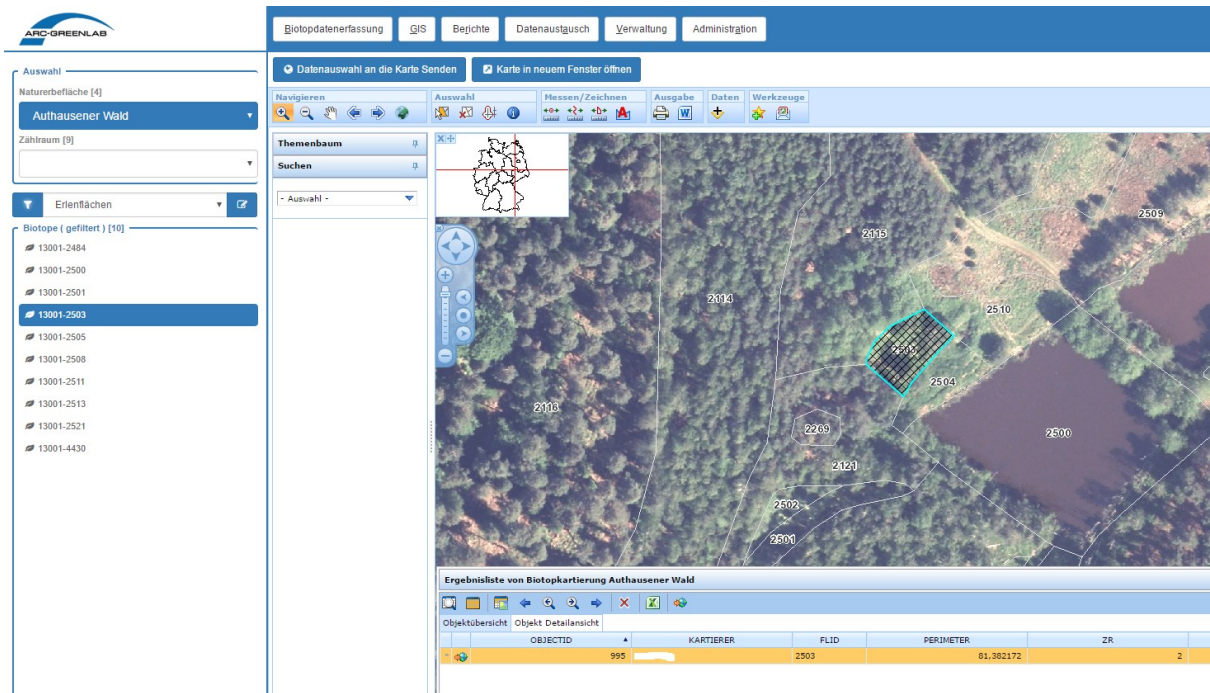 ARC-GREENLAB
Biotopdatenerfassung GIS Berichte Datenaustausch Verwaltung Administration
Auswahl
Naturerbefläche [4]
Authausener Wald
Zählraum [9]
Erlenflächen
Biotope ( gefiltert ) [10]
13001-2484
13001-2500
13001-2501
13001-2503
13001-2505
13001-2508
13001-2511
13001-2513
13001-2521
13001-4430
Datenauswahl an die Karte Senden Karte in neuem Fenster öffnen
Navigieren Auswahl Messen/Zeichnen Ausgabe Daten Werkzeuge
Themenbaum
Suchen
- Auswahl -
2509
2115
2114
2510
2503
2504
2116
2269
2500
2121
2502
2501
Ergebnisliste von Biotopkartierung Authausener Wald
Objektübersicht Objekt Detailansicht
OBJECTID KARTIERER FLID PERIMETER ZR
995 2503 81,382172 2